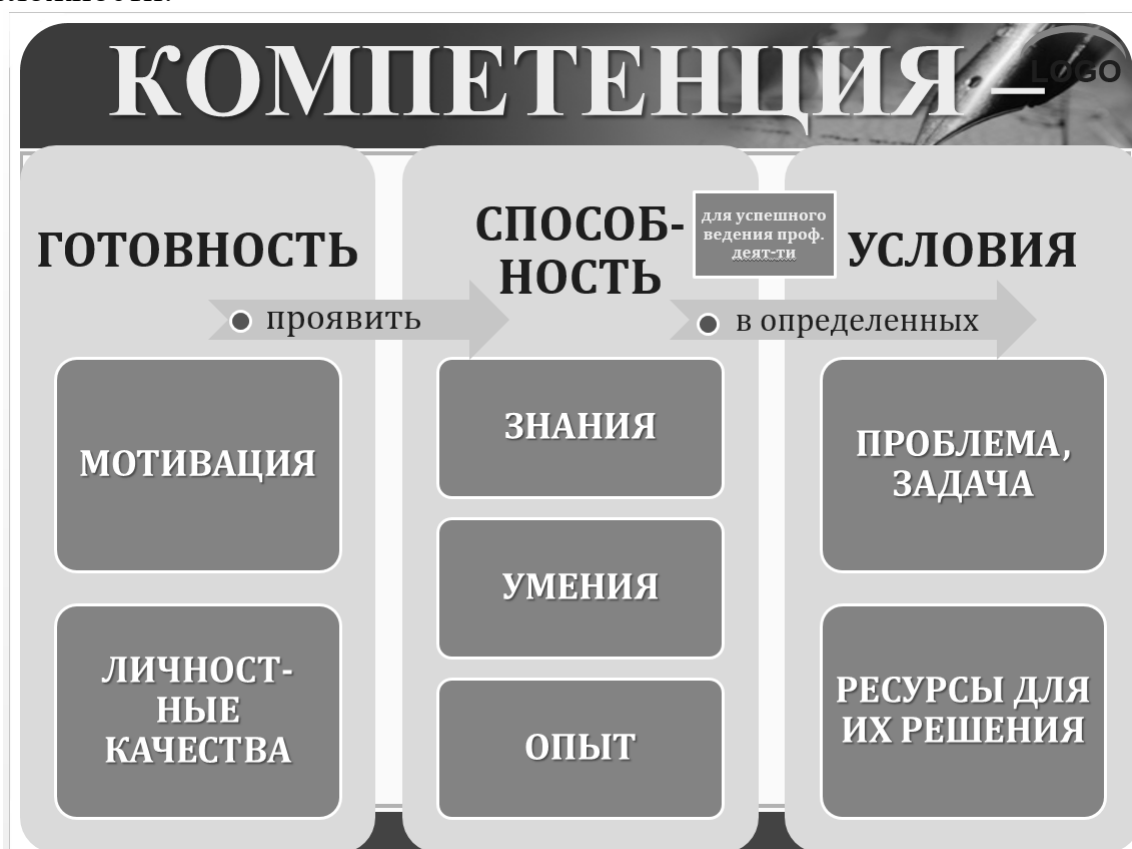 КОМПЕТЕНЦИЯ –
LOGO
ГОТОВНОСТЬ
проявить
МОТИВАЦИЯ
ЛИЧНОСТ-
НЫЕ
КАЧЕСТВА
СПОСОБ-
НОСТЬ
для успешного
ведения проф.
деят-ти
в определенных
ЗНАНИЯ
УМЕНИЯ
ОПЫТ
УСЛОВИЯ
ПРОБЛЕМА,
ЗАДАЧА
РЕСУРСЫ ДЛЯ
ИХ РЕШЕНИЯ